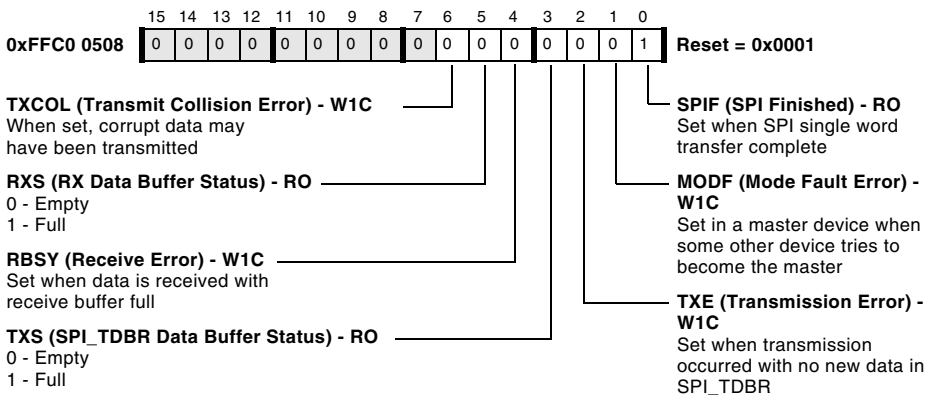 15 14 13 12 11 10 9 8 7 6 5 4 3 2 1 0
0xFFC0 0508 0 0 0 0 0 0 0 0 0 0 0 0 0 0 0 1 Reset = 0x0001
TXCOL (Transmit Collision Error) - W1C
When set, corrupt data may
have been transmitted
RXS (RX Data Buffer Status) - RO
0 - Empty
1 - Full
RBSY (Receive Error) - W1C
Set when data is received with
receive buffer full
TXS (SPI_TDBR Data Buffer Status) - RO
0 - Empty
1 - Full
SPIF (SPI Finished) - RO
Set when SPI single word
transfer complete
MODF (Mode Fault Error) -
W1C
Set in a master device when
some other device tries to
become the master
TXE (Transmission Error) -
W1C
Set when transmission
occurred with no new data in
SPI_TDBR